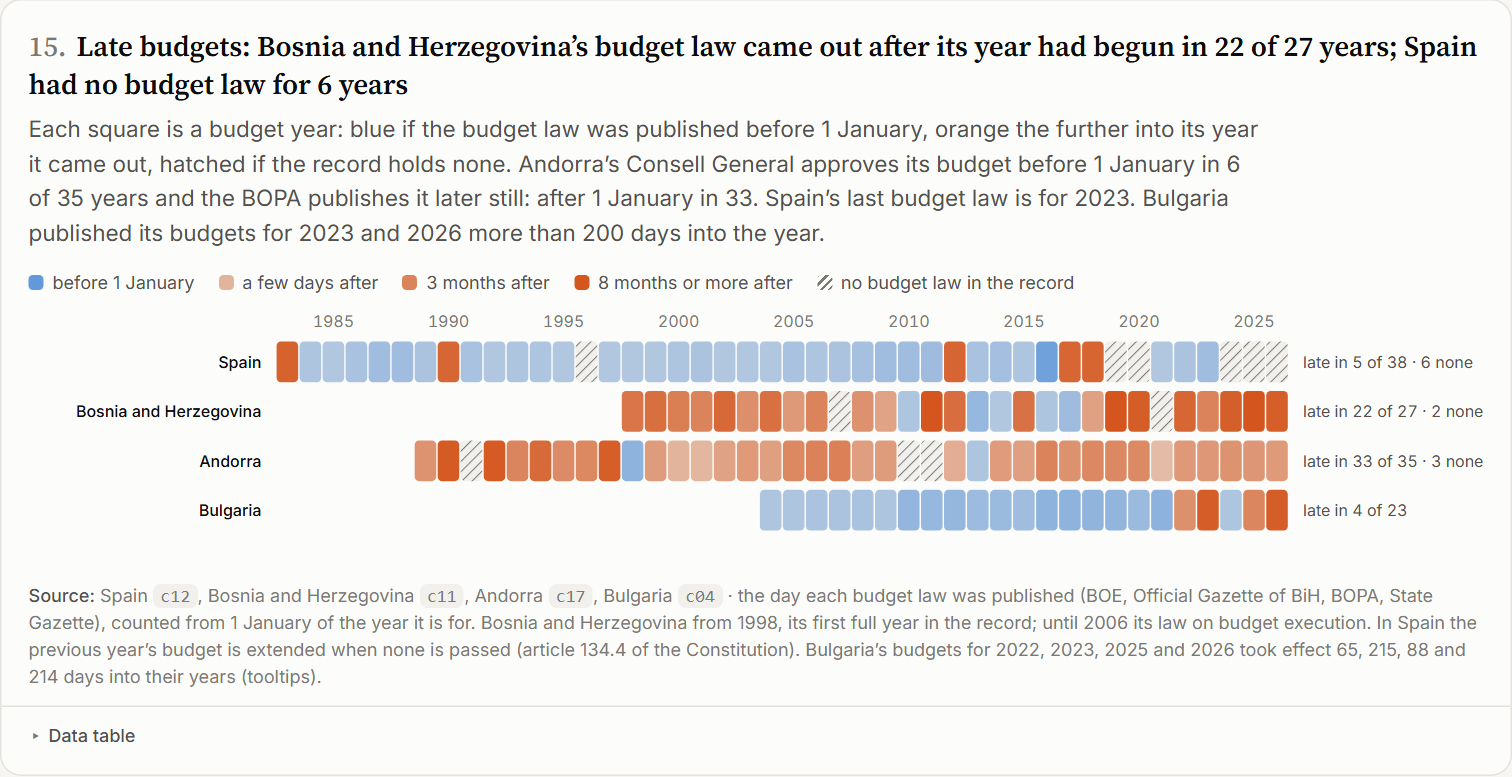 15. Late budgets: Bosnia and Herzegovina’s budget law came out after its year had begun in 22 of 27 years; Spain
had no budget law for 6 years
Each square is a budget year: blue if the budget law was published before 1 January, orange the further into its year
it came out, hatched if the record holds none. Andorra’s Consell General approves its budget before 1 January in 6
of 35 years and the BOPA publishes it later still: after 1 January in 33. Spain’s last budget law is for 2023. Bulgaria
published its budgets for 2023 and 2026 more than 200 days into the year.
before 1 January a few days after 3 months after 8 months or more after no budget law in the record
1985 1990 1995 2000 2005 2010 2015 2020 2025
Spain late in 5 of 38 · 6 none
Bosnia and Herzegovina late in 22 of 27 · 2 none
Andorra late in 33 of 35 · 3 none
Bulgaria late in 4 of 23
Source: Spain c12, Bosnia and Herzegovina c11, Andorra c17, Bulgaria c04 · the day each budget law was published (BOE, Official Gazette of BiH, BOPA, State
Gazette), counted from 1 January of the year it is for. Bosnia and Herzegovina from 1998, its first full year in the record; until 2006 its law on budget execution. In Spain the
previous year’s budget is extended when none is passed (article 134.4 of the Constitution). Bulgaria’s budgets for 2022, 2023, 2025 and 2026 took effect 65, 215, 88 and
214 days into their years (tooltips).
▸ Data table